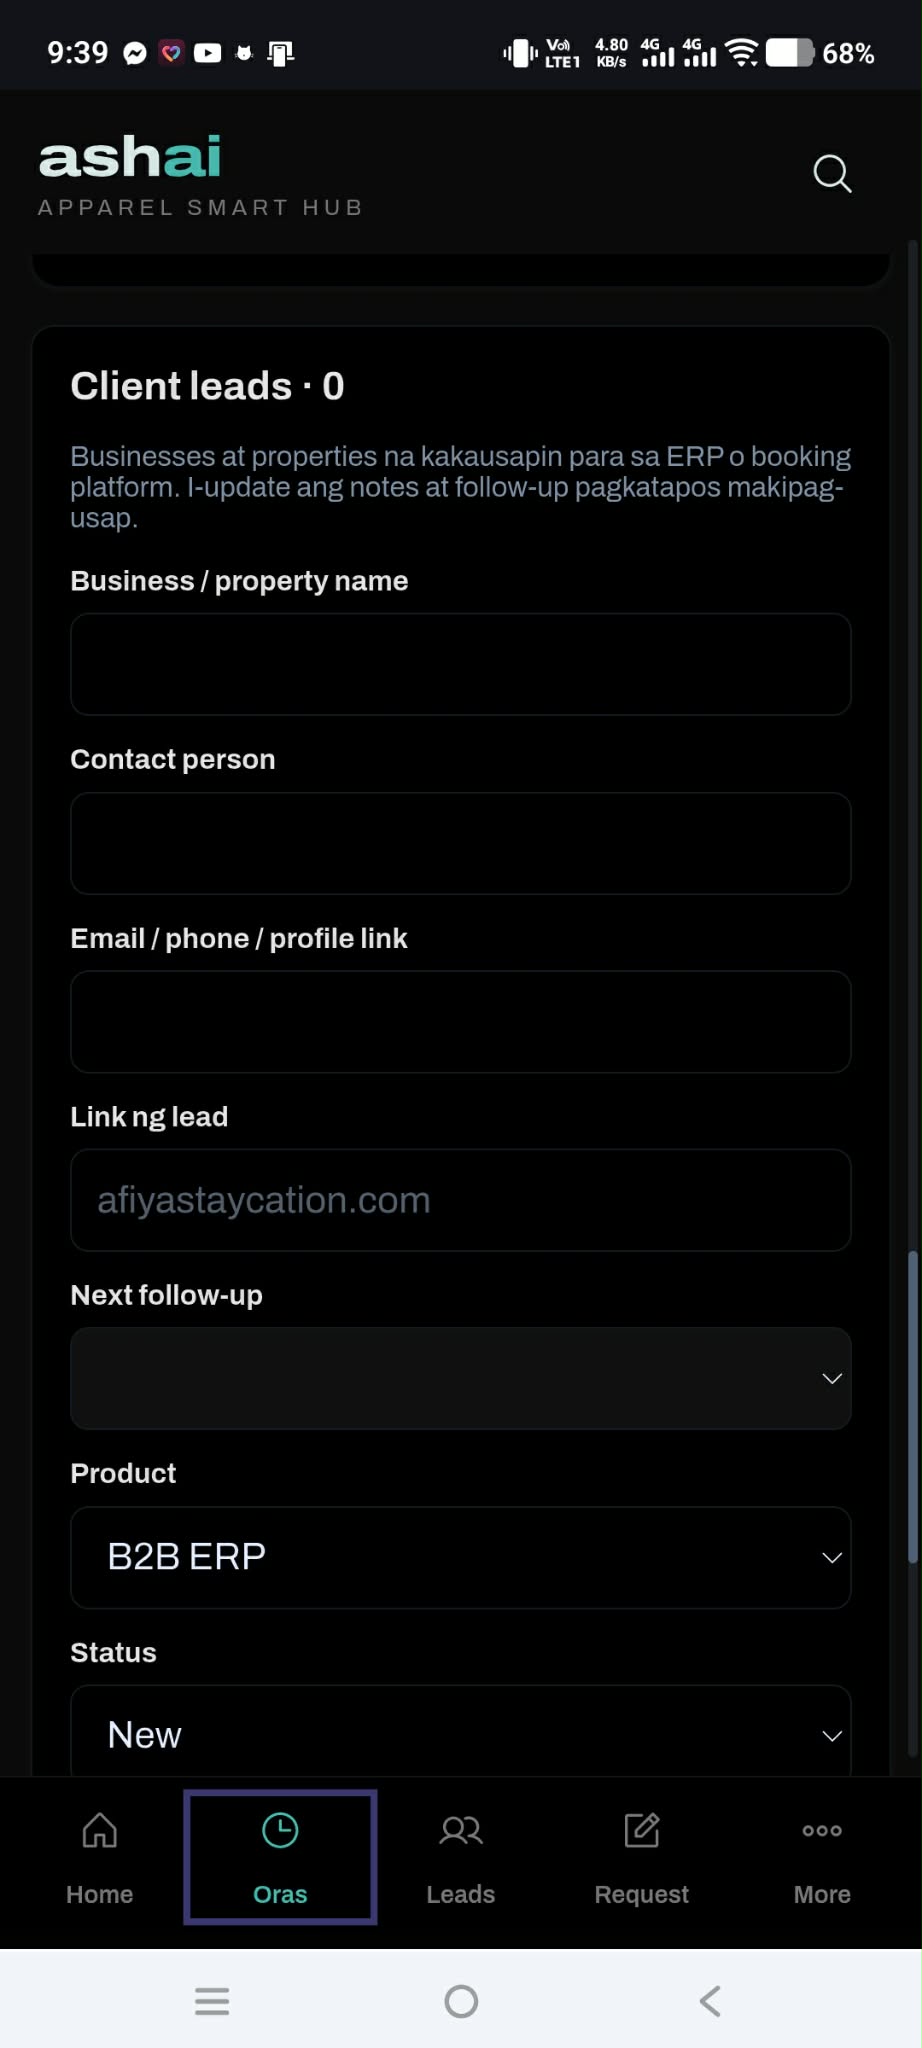 9:39
Vo)
LTE1
4.80
KB/s
4G
4G
68%
ashai
APPAREL SMART HUB
Client leads · 0
Businesses at properties na kakausapin para sa ERP o booking
platform. I-update ang notes at follow-up pagkatapos makipag-
usap.
Business / property name
Contact person
Email / phone / profile link
Link ng lead
afiyastaycation.com
Next follow-up
Product
B2B ERP
Status
New
Home
Oras
Leads
Request
More